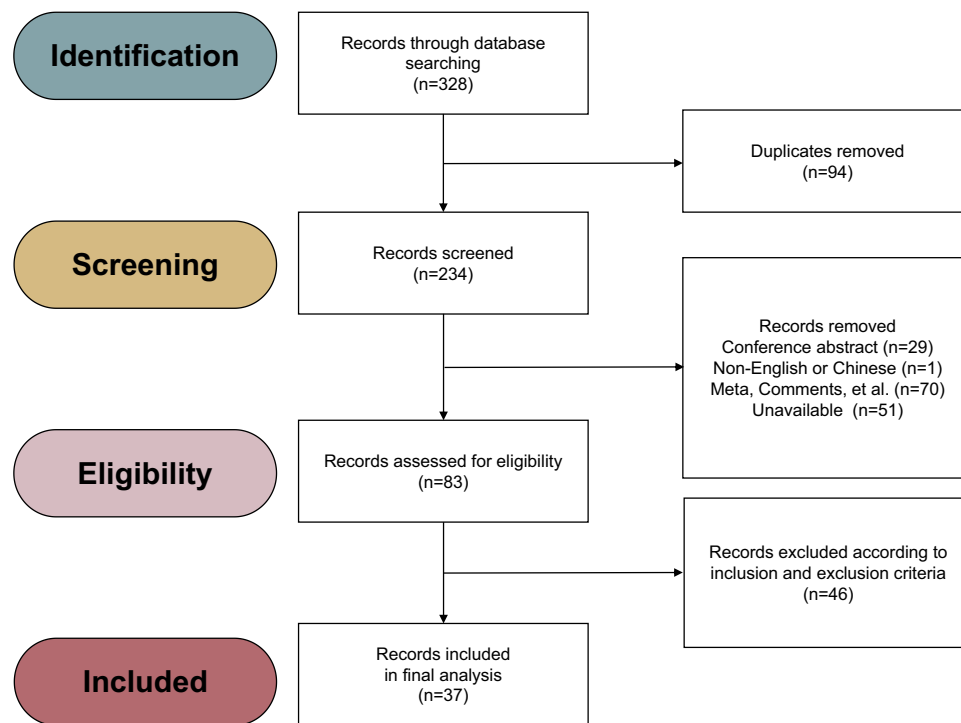 Identification
Records through database
searching
(n=328)
Duplicates removed
(n=94)
Screening
Records screened
(n=234)
Records removed
Conference abstract (n=29)
Non-English or Chinese (n=1)
Meta, Comments, et al. (n=70)
Unavailable (n=51)
Eligibility
Records assessed for eligibility
(n=83)
Records excluded according to
inclusion and exclusion criteria
(n=46)
Included
Records included
in final analysis
(n=37)